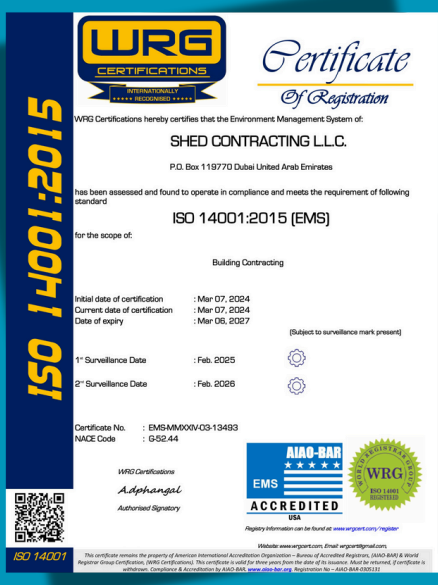 WRG
CERTIFICATIONS
INTERNATIONALLY
RECOGNISED
Certificate
Of Registration
ISO 14001:2015
WRG Certifications hereby certifies that the Environment Management System of:
SHED CONTRACTING L.L.C.
P.O. Box 119770 Dubai United Arab Emirates
has been assessed and found to operate in compliance and meets the requirement of following
standard
ISO 14001:2015 (EMS)
for the scope of:
Building Contracting
Initial date of certification : Mar 07, 2024
Current date of certification : Mar 07, 2024
Date of expiry : Mar 06, 2027
(Subject to surveillance mark present)
1st Surveillance Date : Feb. 2025
2nd Surveillance Date : Feb. 2026
Certificate No. : EMS-MMXXIV-03-13493
NACE Code : G-52.44
WRG Certifications
A.dphangal
Authorised Signatory
AIAO-BAR
EMS
ACCREDITED
USA
WORLD REGISTRAR GROUP
WRG
ISO 14001
REGISTERED
Registry Information can be found at: www.wrgcert.com/register
Website: www.wrgcert.com, Email: wrgcert@gmail.com,
ISO 14001
This certificate remains the property of American International Accreditation Organization – Bureau of Accredited Registrars, (AIAO-BAR) & World
Registrar Group Certification, (WRG Certifications). This certificate is valid for three years from the date of its issuance. Must be returned, if certificate is
withdrawn. Compliance & Accreditation by AIAO-BAR, www.aiao-bar.org. Registration No – AIAO-BAR-0305131